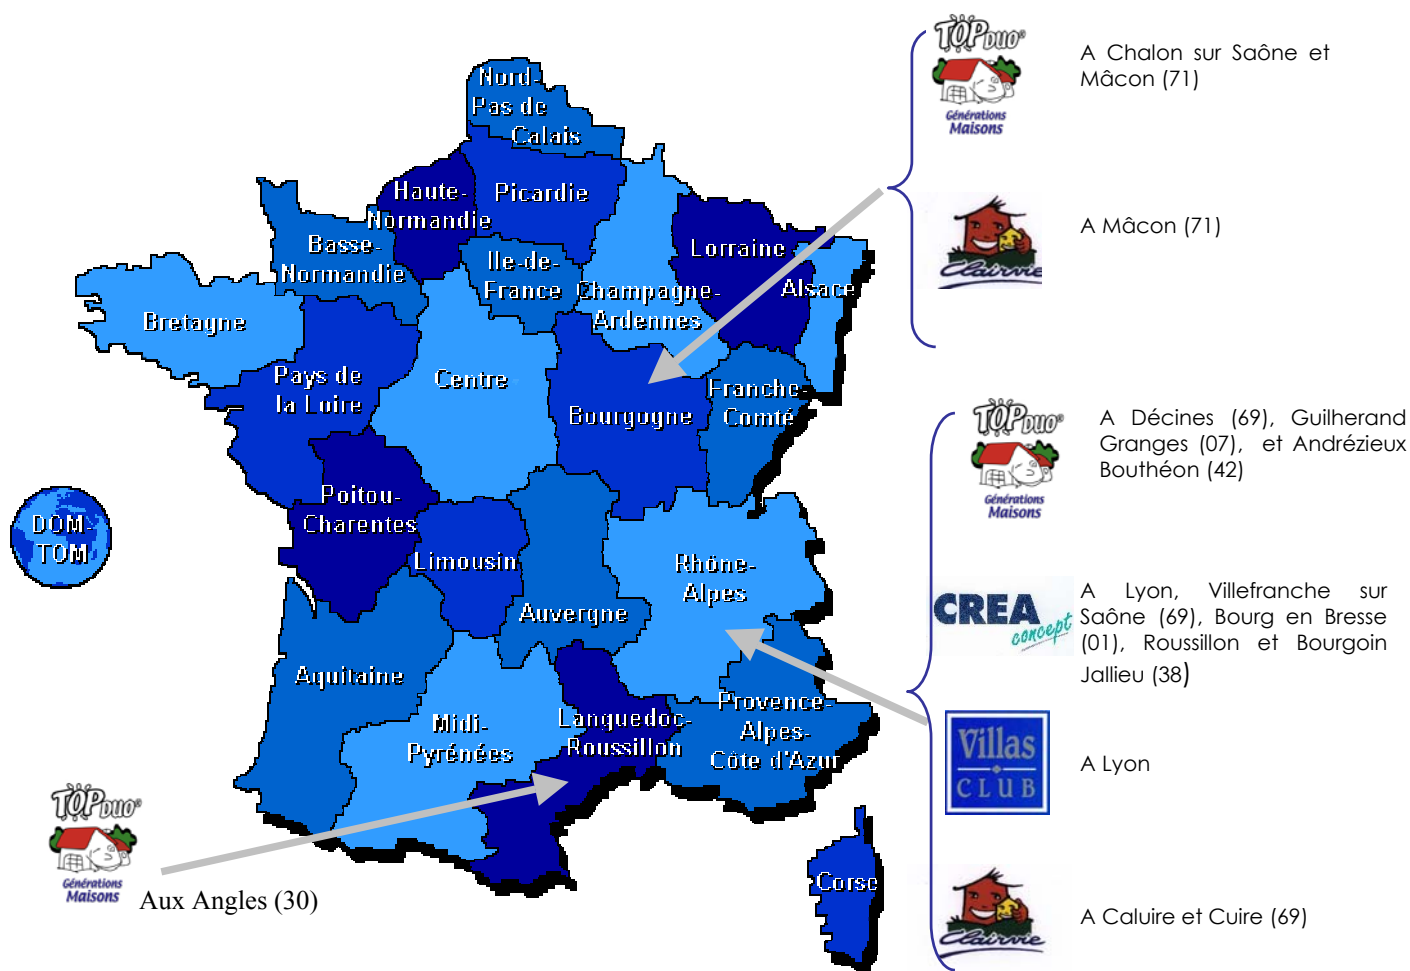 TOPDUO®
Générations
Maisons
A Chalon sur Saône et
Mâcon (71)
Clairvie
A Mâcon (71)
Nord-
Pas de
Calais
Haute-
Normandie
Picardie
Basse-
Normandie
Ile-de-
France
Champagne-
Ardennes
Lorraine
Alsace
Bretagne
Pays de
la Loire
Centre
Bourgogne
Franche
Comté
Poitou-
Charentes
Limousin
Auvergne
Rhône-
Alpes
Aquitaine
Midi-
Pyrénées
Languedoc-
Roussillon
Provence-
Alpes-
Côte d'Azur
Corse
DOM-
TOM
TOPDUO®
Générations
Maisons
A Décines (69), Guilherand
Granges (07), et Andrézieux
Bouthéon (42)
CREA
concept
A Lyon, Villefranche sur
Saône (69), Bourg en Bresse
(01), Roussillon et Bourgoin
Jallieu (38)
Villas
CLUB
A Lyon
Clairvie
A Caluire et Cuire (69)
TOPDUO®
Générations
Maisons
Aux Angles (30)